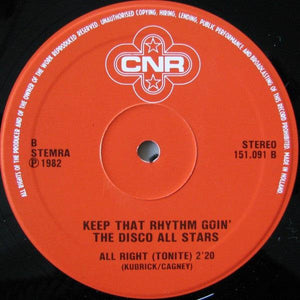 ALL RIGHTS OF THE PRODUCER AND OF THE OWNER OF THE WORK REPRODUCED RESERVED. UNAUTHORISED COPYING, HIRING, LENDING, PUBLIC PERFORMANCE AND BROADCASTING OF THIS RECORD PROHIBITED. MADE IN HOLLAND
CNR
B
STEMRA
Ⓟ 1982
STEREO
151.091 B
KEEP THAT RHYTHM GOIN'
THE DISCO ALL STARS
ALL RIGHT (TONITE) 2'20
(KUBRICK/CAGNEY)